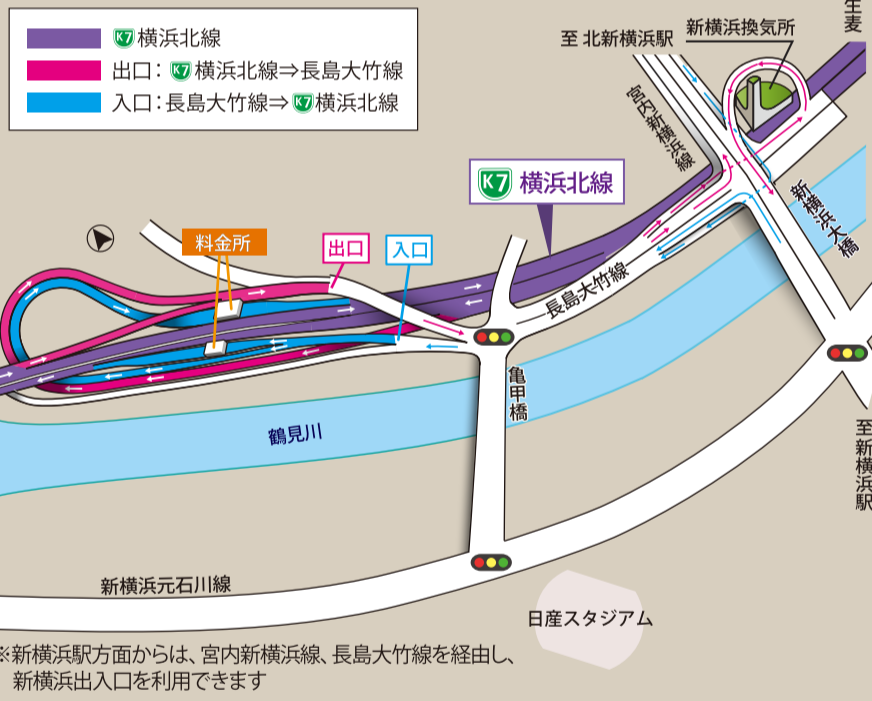 K7 横浜北線
出口：K7 横浜北線⇒長島大竹線
入口：長島大竹線⇒K7 横浜北線
至 北新横浜駅
新横浜換気所
生麦
宮内新横浜線
K7 横浜北線
新横浜大橋
料金所
出口
入口
長島大竹線
亀甲橋
鶴見川
至 新横浜駅
新横浜元石川線
日産スタジアム
※新横浜駅方面からは、宮内新横浜線、長島大竹線を経由し、
新横浜出入口を利用できます